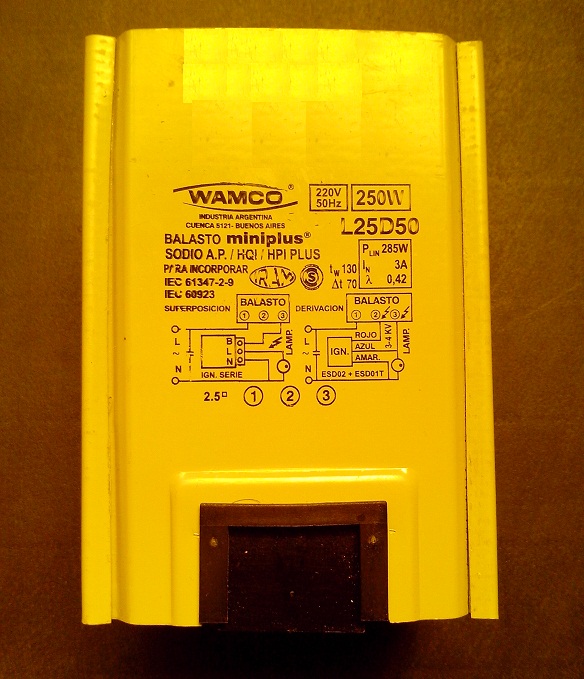 WAMCO®
INDUSTRIA ARGENTINA
CUENCA 5121- BUENOS AIRES
220V
50Hz
250W
L25D50
BALASTO miniplus®
SODIO A.P. / HQI / HPI PLUS
PARA INCORPORAR
IEC 61347-2-9
IEC 60923
IRAM
S
tw 130
Δt 70
PLIN 285W
IN 3A
λ 0,42
SUPERPOSICION
BALASTO
① ② ③
L
~
N
B
L
N
LAMP.
IGN. SERIE
DERIVACION
BALASTO
① ② ③
L
~
N
IGN.
ROJO
AZUL
AMAR.
3-4 KV
LAMP.
ESD02 + ESD01T
2.5□ ① ② ③